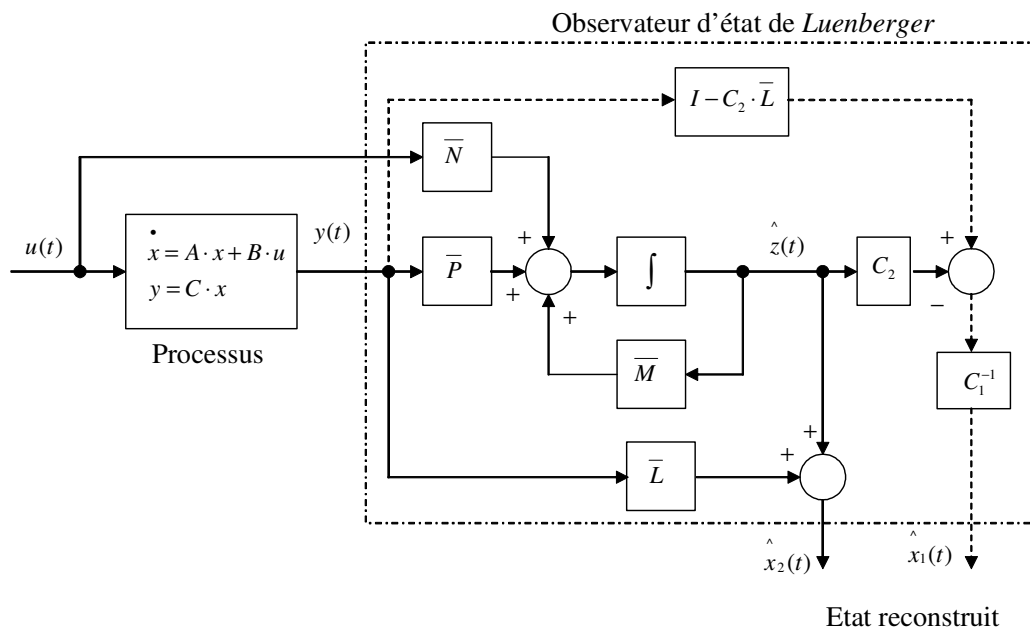 Observateur d'état de Luenberger
I − C₂ · L̅
N̅
u(t)
ẋ = A · x + B · u
y = C · x
Processus
y(t)
P̅
+
+
+
∫
M̅
ẑ(t)
C₂
+
−
C₁⁻¹
L̅
+
+
x̂₂(t)
x̂₁(t)
Etat reconstruit